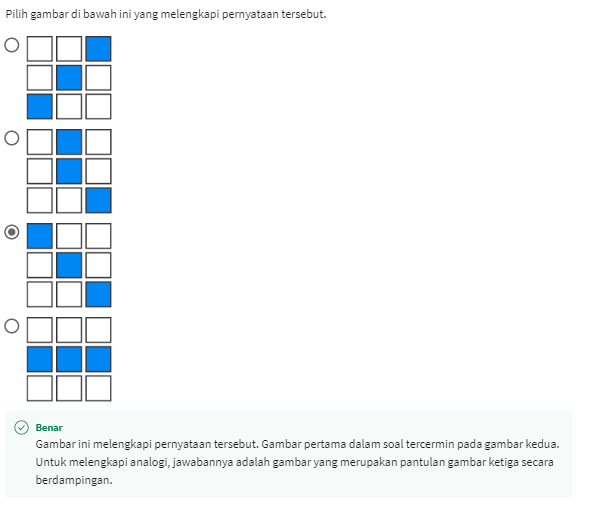 Pilih gambar di bawah ini yang melengkapi pernyataan tersebut.
Benar
Gambar ini melengkapi pernyataan tersebut. Gambar pertama dalam soal tercermin pada gambar kedua.
Untuk melengkapi analogi, jawabannya adalah gambar yang merupakan pantulan gambar ketiga secara
berdampingan.